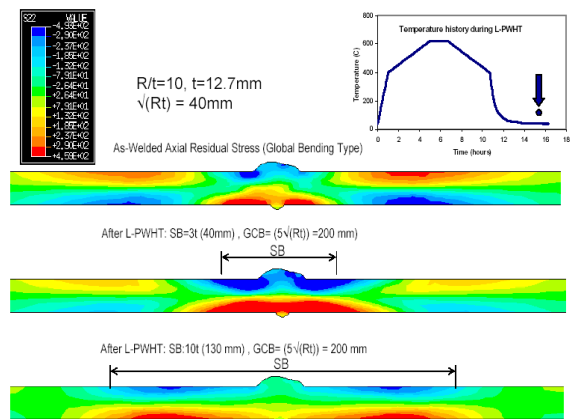 S22 VALUE
-4.98E+02
-2.90E+02
-2.37E+02
-1.85E+02
-1.32E+02
-7.91E+01
-2.64E+01
+2.64E+01
+7.91E+01
+1.32E+02
+1.85E+02
+2.37E+02
+2.90E+02
+4.59E+02
R/t=10, t=12.7mm
√(Rt) = 40mm
Temperature history during L-PWHT
Temperature (C)
800
600
400
200
0
0 2 4 6 8 10 12 14 16 18
Time (hours)
As-Welded Axial Residual Stress (Global Bending Type)
After L-PWHT: SB=3t (40mm) , GCB= (5√(Rt)) =200 mm)
SB
After L-PWHT: SB:10t (130 mm) , GCB= (5√(Rt)) = 200 mm
SB